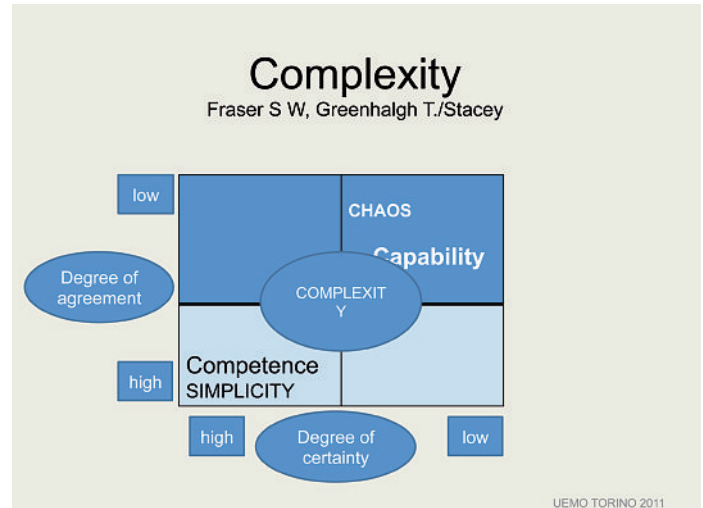 Complexity
Fraser S W, Greenhalgh T./Stacey
low
CHAOS
Capability
Degree of
agreement
COMPLEXIT
Y
Competence
SIMPLICITY
high
high
Degree of
certainty
low
UEMO TORINO 2011